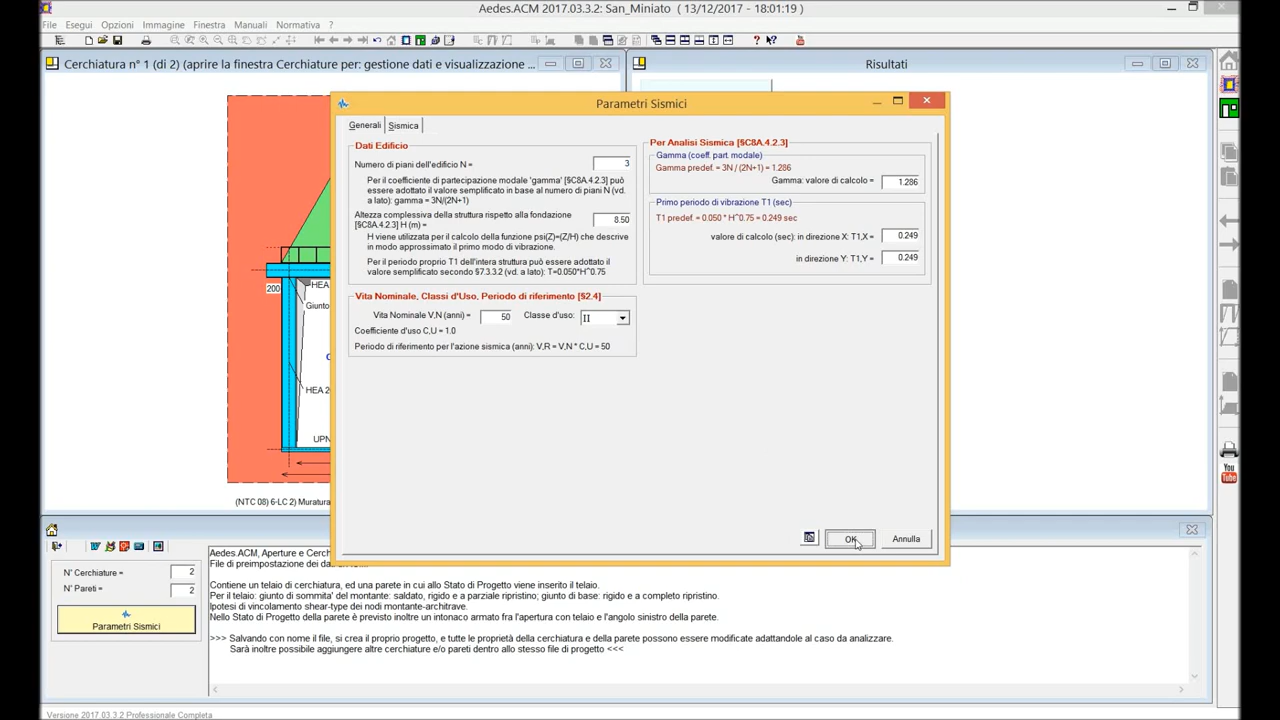 Aedes.ACM 2017.03.3.2: San_Miniato ( 13/12/2017 - 18:01:19 )
File Esegui Opzioni Immagine Finestra Manuali Normativa ?
Cerchiatura n° 1 (di 2) (aprire la finestra Cerchiature per: gestione dati e visualizzazione ...
Risultati
Parametri Sismici
Generali Sismica
Dati Edificio
Numero di piani dell'edificio N = 3
Per il coefficiente di partecipazione modale 'gamma' [§C8A.4.2.3] può
essere adottato il valore semplificato in base al numero di piani N (vd.
a lato): gamma = 3N/(2N+1)
Altezza complessiva della struttura rispetto alla fondazione
[§C8A.4.2.3] H (m) = 8.50
H viene utilizzata per il calcolo della funzione psi(Z)=(Z/H) che descrive
in modo approssimato il primo modo di vibrazione.
Per il periodo proprio T1 dell'intera struttura può essere adottato il
valore semplificato secondo §7.3.3.2 (vd. a lato): T=0.050*H^0.75
Vita Nominale, Classi d'Uso, Periodo di riferimento [§2.4]
Vita Nominale V,N (anni) = 50 Classe d'uso: II
Coefficiente d'uso C,U = 1.0
Periodo di riferimento per l'azione sismica (anni): V,R = V,N * C,U = 50
Per Analisi Sismica [§C8A.4.2.3]
Gamma (coeff. part. modale)
Gamma predef. = 3N / (2N+1) = 1.286
Gamma: valore di calcolo = 1.286
Primo periodo di vibrazione T1 (sec)
T1 predef. = 0.050 * H^0.75 = 0.249 sec
valore di calcolo (sec): in direzione X: T1,X = 0.249
in direzione Y: T1,Y = 0.249
OK Annulla
200
HEA
Giunto
HEA 2
UPN
(NTC 08) 6-LC 2) Muratura
N° Cerchiature = 2
N° Pareti = 2
Parametri Sismici
Aedes.ACM, Aperture e Cerch
File di preimpostazione dei da
Contiene un telaio di cerchiatura, ed una parete in cui allo Stato di Progetto viene inserito il telaio.
Per il telaio: giunto di sommita' del montante: saldato, rigido e a parziale ripristino; giunto di base: rigido e a completo ripristino.
Ipotesi di vincolamento shear-type dei nodi montante-architrave.
Nello Stato di Progetto della parete è previsto inoltre un intonaco armato fra l'apertura con telaio e l'angolo sinistro della parete.
>>> Salvando con nome il file, si crea il proprio progetto, e tutte le proprietà della cerchiatura e della parete possono essere modificate adattandole al caso da analizzare.
Sarà inoltre possibile aggiungere altre cerchiature e/o pareti dentro allo stesso file di progetto <<<
You
Tube
Versione 2017.03.3.2 Professionale Completa